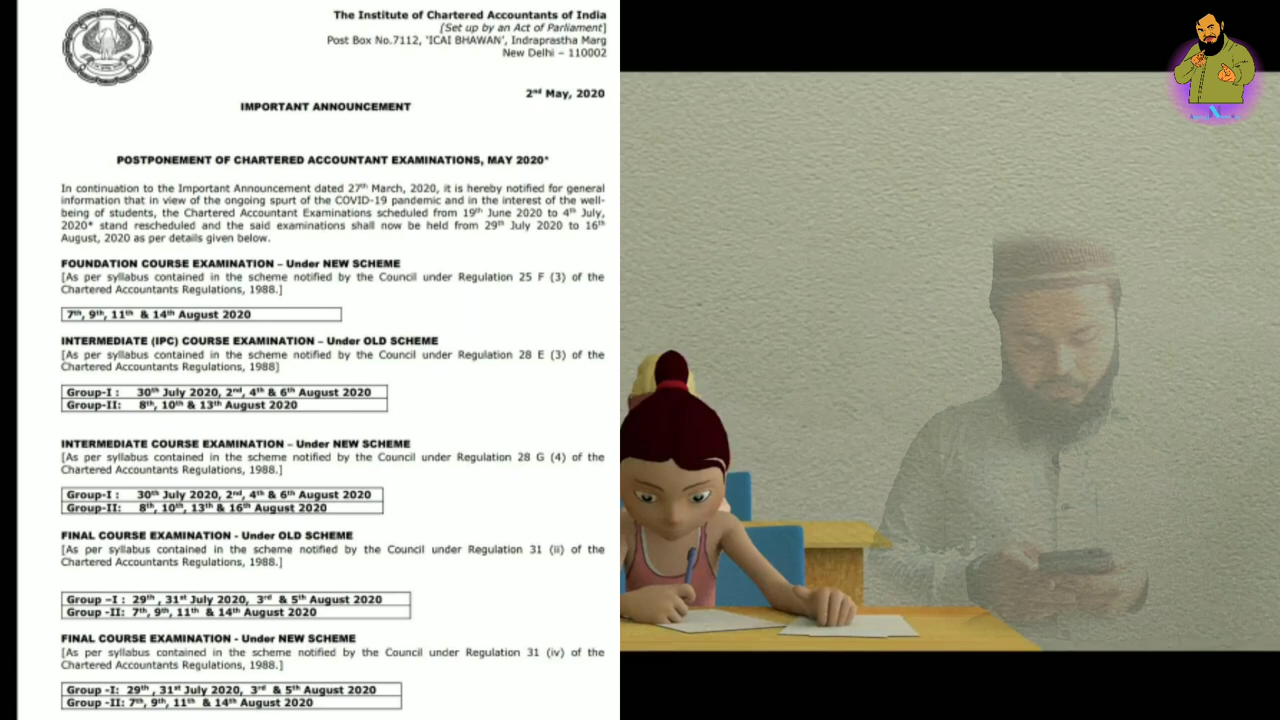 The Institute of Chartered Accountants of India
[Set up by an Act of Parliament]
Post Box No.7112, 'ICAI BHAWAN', Indraprastha Marg
New Delhi – 110002
2nd May, 2020
IMPORTANT ANNOUNCEMENT
POSTPONEMENT OF CHARTERED ACCOUNTANT EXAMINATIONS, MAY 2020*
In continuation to the Important Announcement dated 27th March, 2020, it is hereby notified for general
information that in view of the ongoing spurt of the COVID-19 pandemic and in the interest of the well-
being of students, the Chartered Accountant Examinations scheduled from 19th June 2020 to 4th July,
2020* stand rescheduled and the said examinations shall now be held from 29th July 2020 to 16th
August, 2020 as per details given below.
FOUNDATION COURSE EXAMINATION – Under NEW SCHEME
[As per syllabus contained in the scheme notified by the Council under Regulation 25 F (3) of the
Chartered Accountants Regulations, 1988.]
7th, 9th, 11th & 14th August 2020
INTERMEDIATE (IPC) COURSE EXAMINATION – Under OLD SCHEME
[As per syllabus contained in the scheme notified by the Council under Regulation 28 E (3) of the
Chartered Accountants Regulations, 1988]
Group-I : 30th July 2020, 2nd, 4th & 6th August 2020
Group-II: 8th, 10th & 13th August 2020
INTERMEDIATE COURSE EXAMINATION – Under NEW SCHEME
[As per syllabus contained in the scheme notified by the Council under Regulation 28 G (4) of the
Chartered Accountants Regulations, 1988.]
Group-I : 30th July 2020, 2nd, 4th & 6th August 2020
Group-II: 8th, 10th, 13th & 16th August 2020
FINAL COURSE EXAMINATION - Under OLD SCHEME
[As per syllabus contained in the scheme notified by the Council under Regulation 31 (ii) of the
Chartered Accountants Regulations, 1988.]
Group –I : 29th , 31st July 2020, 3rd & 5th August 2020
Group -II: 7th, 9th, 11th & 14th August 2020
FINAL COURSE EXAMINATION - Under NEW SCHEME
[As per syllabus contained in the scheme notified by the Council under Regulation 31 (iv) of the
Chartered Accountants Regulations, 1988.]
Group -I: 29th , 31st July 2020, 3rd & 5th August 2020
Group -II: 7th, 9th, 11th & 14th August 2020